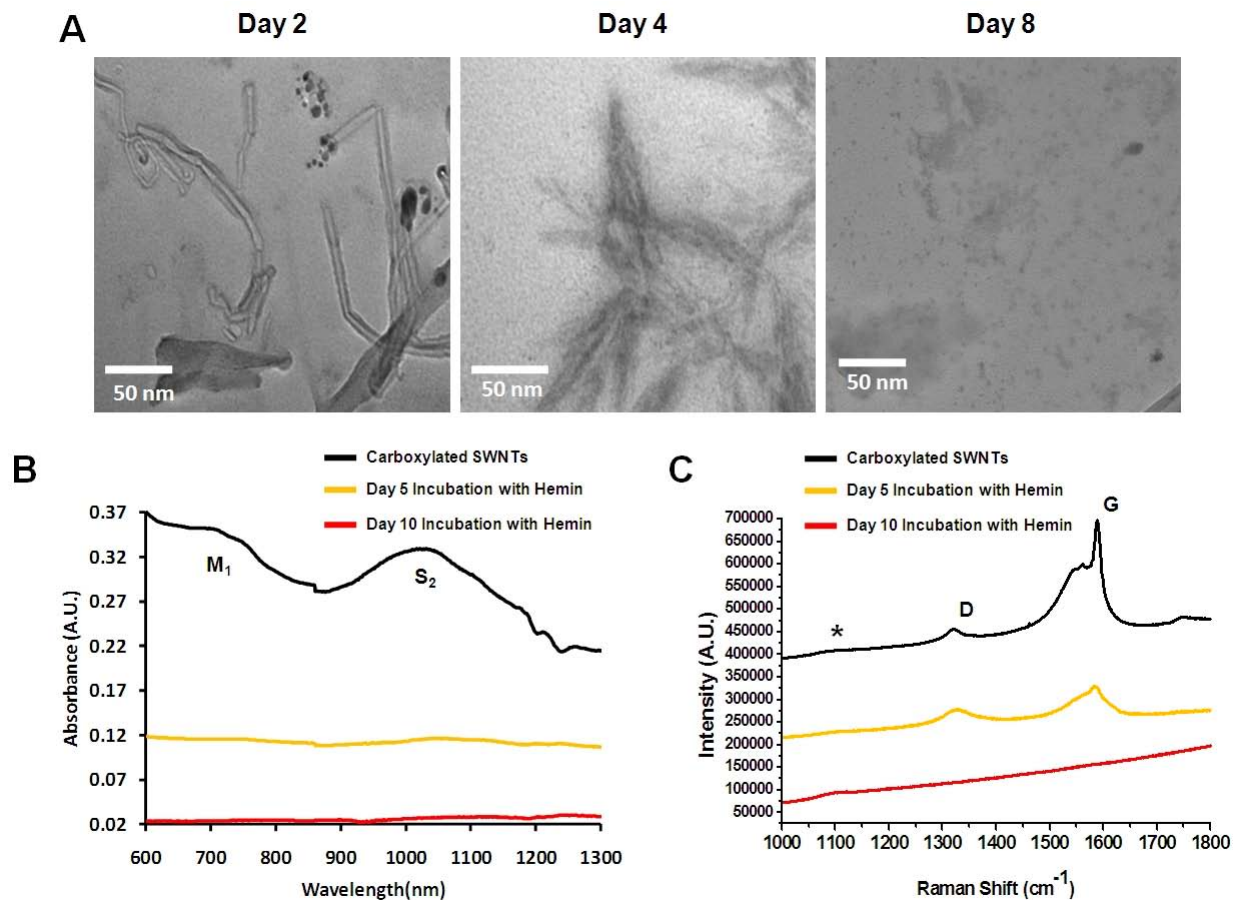 A
Day 2
Day 4
Day 8
50 nm
50 nm
50 nm
B
Carboxylated SWNTs
Day 5 Incubation with Hemin
Day 10 Incubation with Hemin
0.37
0.32
0.27
0.22
0.17
0.12
0.07
0.02
Absorbance (A.U.)
M₁
S₂
600 700 800 900 1000 1100 1200 1300
Wavelength(nm)
C
Carboxylated SWNTs
Day 5 Incubation with Hemin
Day 10 Incubation with Hemin
700000
650000
600000
550000
500000
450000
400000
350000
300000
250000
200000
150000
100000
50000
Intensity (A.U.)
*
D
G
1000 1100 1200 1300 1400 1500 1600 1700 1800
Raman Shift (cm⁻¹)